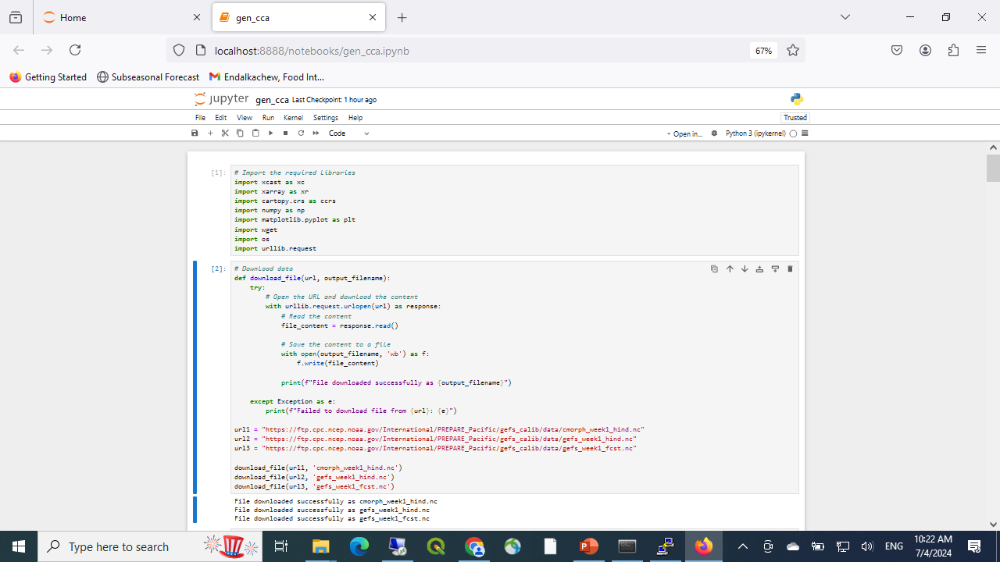 Home
gen_cca
localhost:8888/notebooks/gen_cca.ipynb
67%
Getting Started
Subseasonal Forecast
Endalkachew, Food Int...
jupyter
gen_cca Last Checkpoint: 1 hour ago
File Edit View Run Kernel Settings Help
Trusted
Code
Open in...
Python 3 (ipykernel)
[1]:
# Import the required Libraries
import xcast as xc
import xarray as xr
import cartopy.crs as ccrs
import numpy as np
import matplotlib.pyplot as plt
import wget
import os
import urllib.request
[2]:
# Download data
def download_file(url, output_filename):
    try:
        # Open the URL and download the content
        with urllib.request.urlopen(url) as response:
            # Read the content
            file_content = response.read()
            # Save the content to a file
            with open(output_filename, 'wb') as f:
                f.write(file_content)
            print(f"File downloaded successfully as {output_filename}")
    except Exception as e:
        print(f"Failed to download file from {url}: {e}")
url1 = "https://ftp.cpc.ncep.noaa.gov/International/PREPARE_Pacific/gefs_calib/data/cmorph_week1_hind.nc"
url2 = "https://ftp.cpc.ncep.noaa.gov/International/PREPARE_Pacific/gefs_calib/data/gefs_week1_hind.nc"
url3 = "https://ftp.cpc.ncep.noaa.gov/International/PREPARE_Pacific/gefs_calib/data/gefs_week1_fcst.nc"
download_file(url1, 'cmorph_week1_hind.nc')
download_file(url2, 'gefs_week1_hind.nc')
download_file(url3, 'gefs_week1_fcst.nc')
File downloaded successfully as cmorph_week1_hind.nc
File downloaded successfully as gefs_week1_hind.nc
File downloaded successfully as gefs_week1_fcst.nc
Type here to search
ENG
10:22 AM
7/4/2024